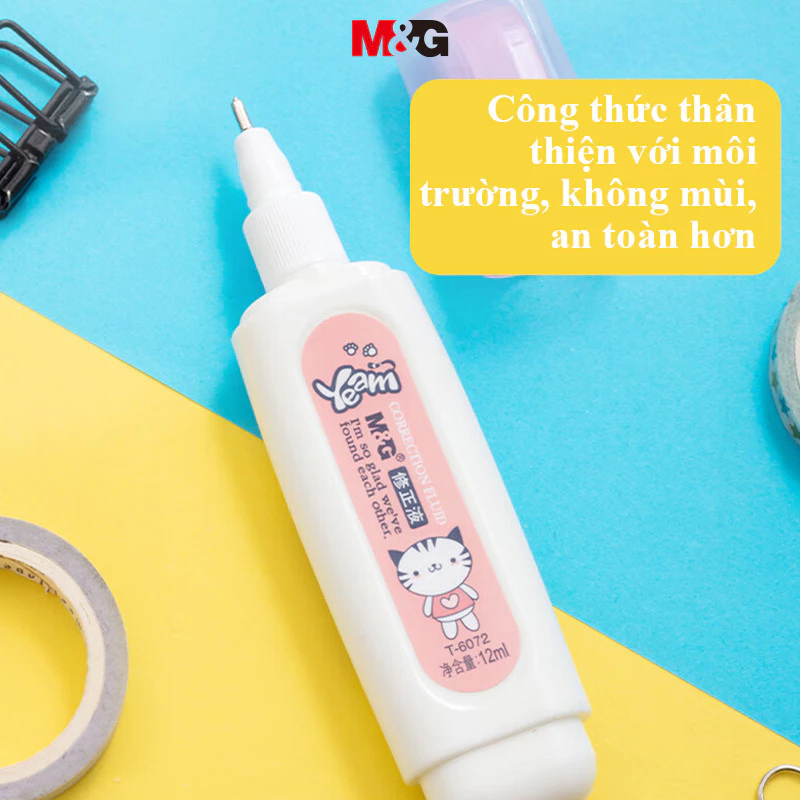 M&G
Công thức thân
thiện với môi
trường, không mùi,
an toàn hơn
Yeam
M&G®
CORRECTION FLUID
I'm so glad we've
found each other.
修正液
T-6072
净含量:12ml